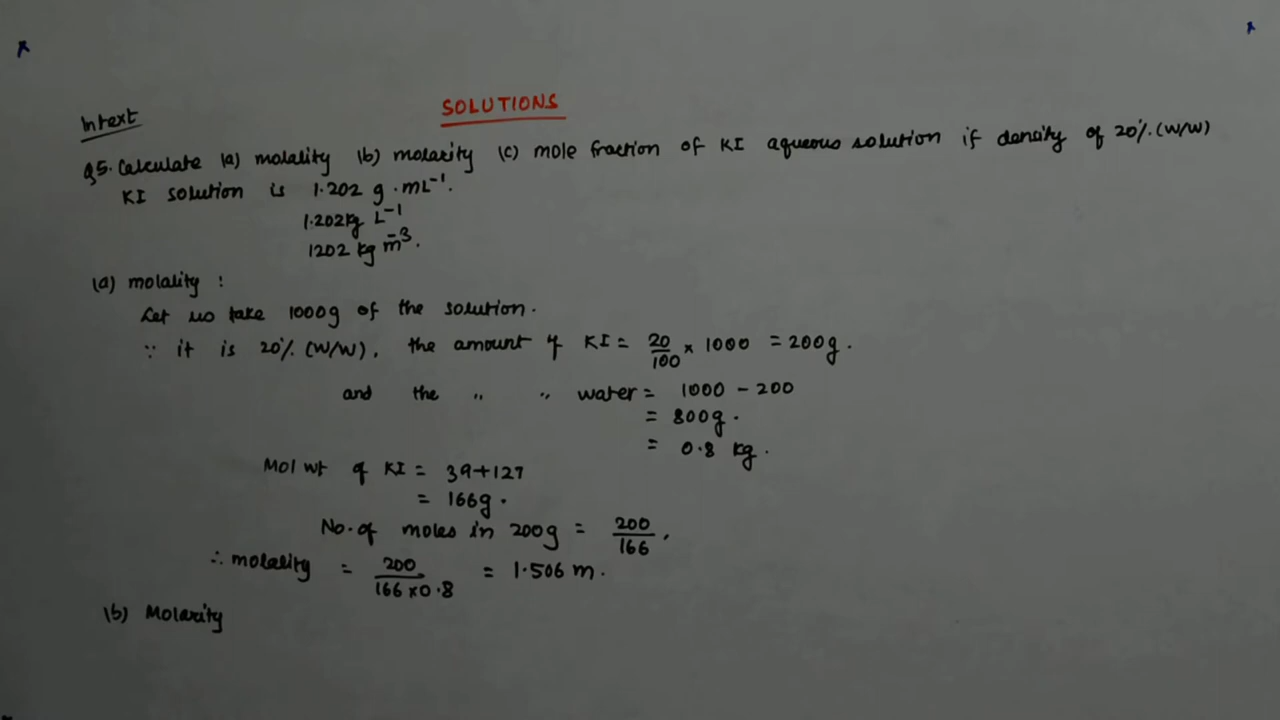 Intext
SOLUTIONS
Q5. Calculate (a) molality (b) molarity (c) mole fraction of KI aqueous solution if density of 20%. (W/W)
KI solution is 1.202 g.mL⁻¹.
1.202kg L⁻¹
1202 kg m⁻³.
(a) molality :
Let us take 1000g of the solution.
∵ it is 20%. (W/W), the amount of KI = 20/100 × 1000 = 200g.
and the " " water = 1000 - 200
= 800g.
= 0.8 kg.
Mol wt of KI = 39+127
= 166g.
No. of moles in 200g = 200/166.
∴ molality = 200/166×0.8 = 1.506 m.
(b) Molarity